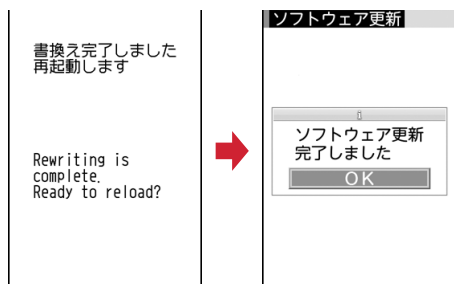 書換え完了しました
再起動します
Rewriting is
complete.
Ready to reload?
ソフトウェア更新
ソフトウェア更新
完了しました
OK